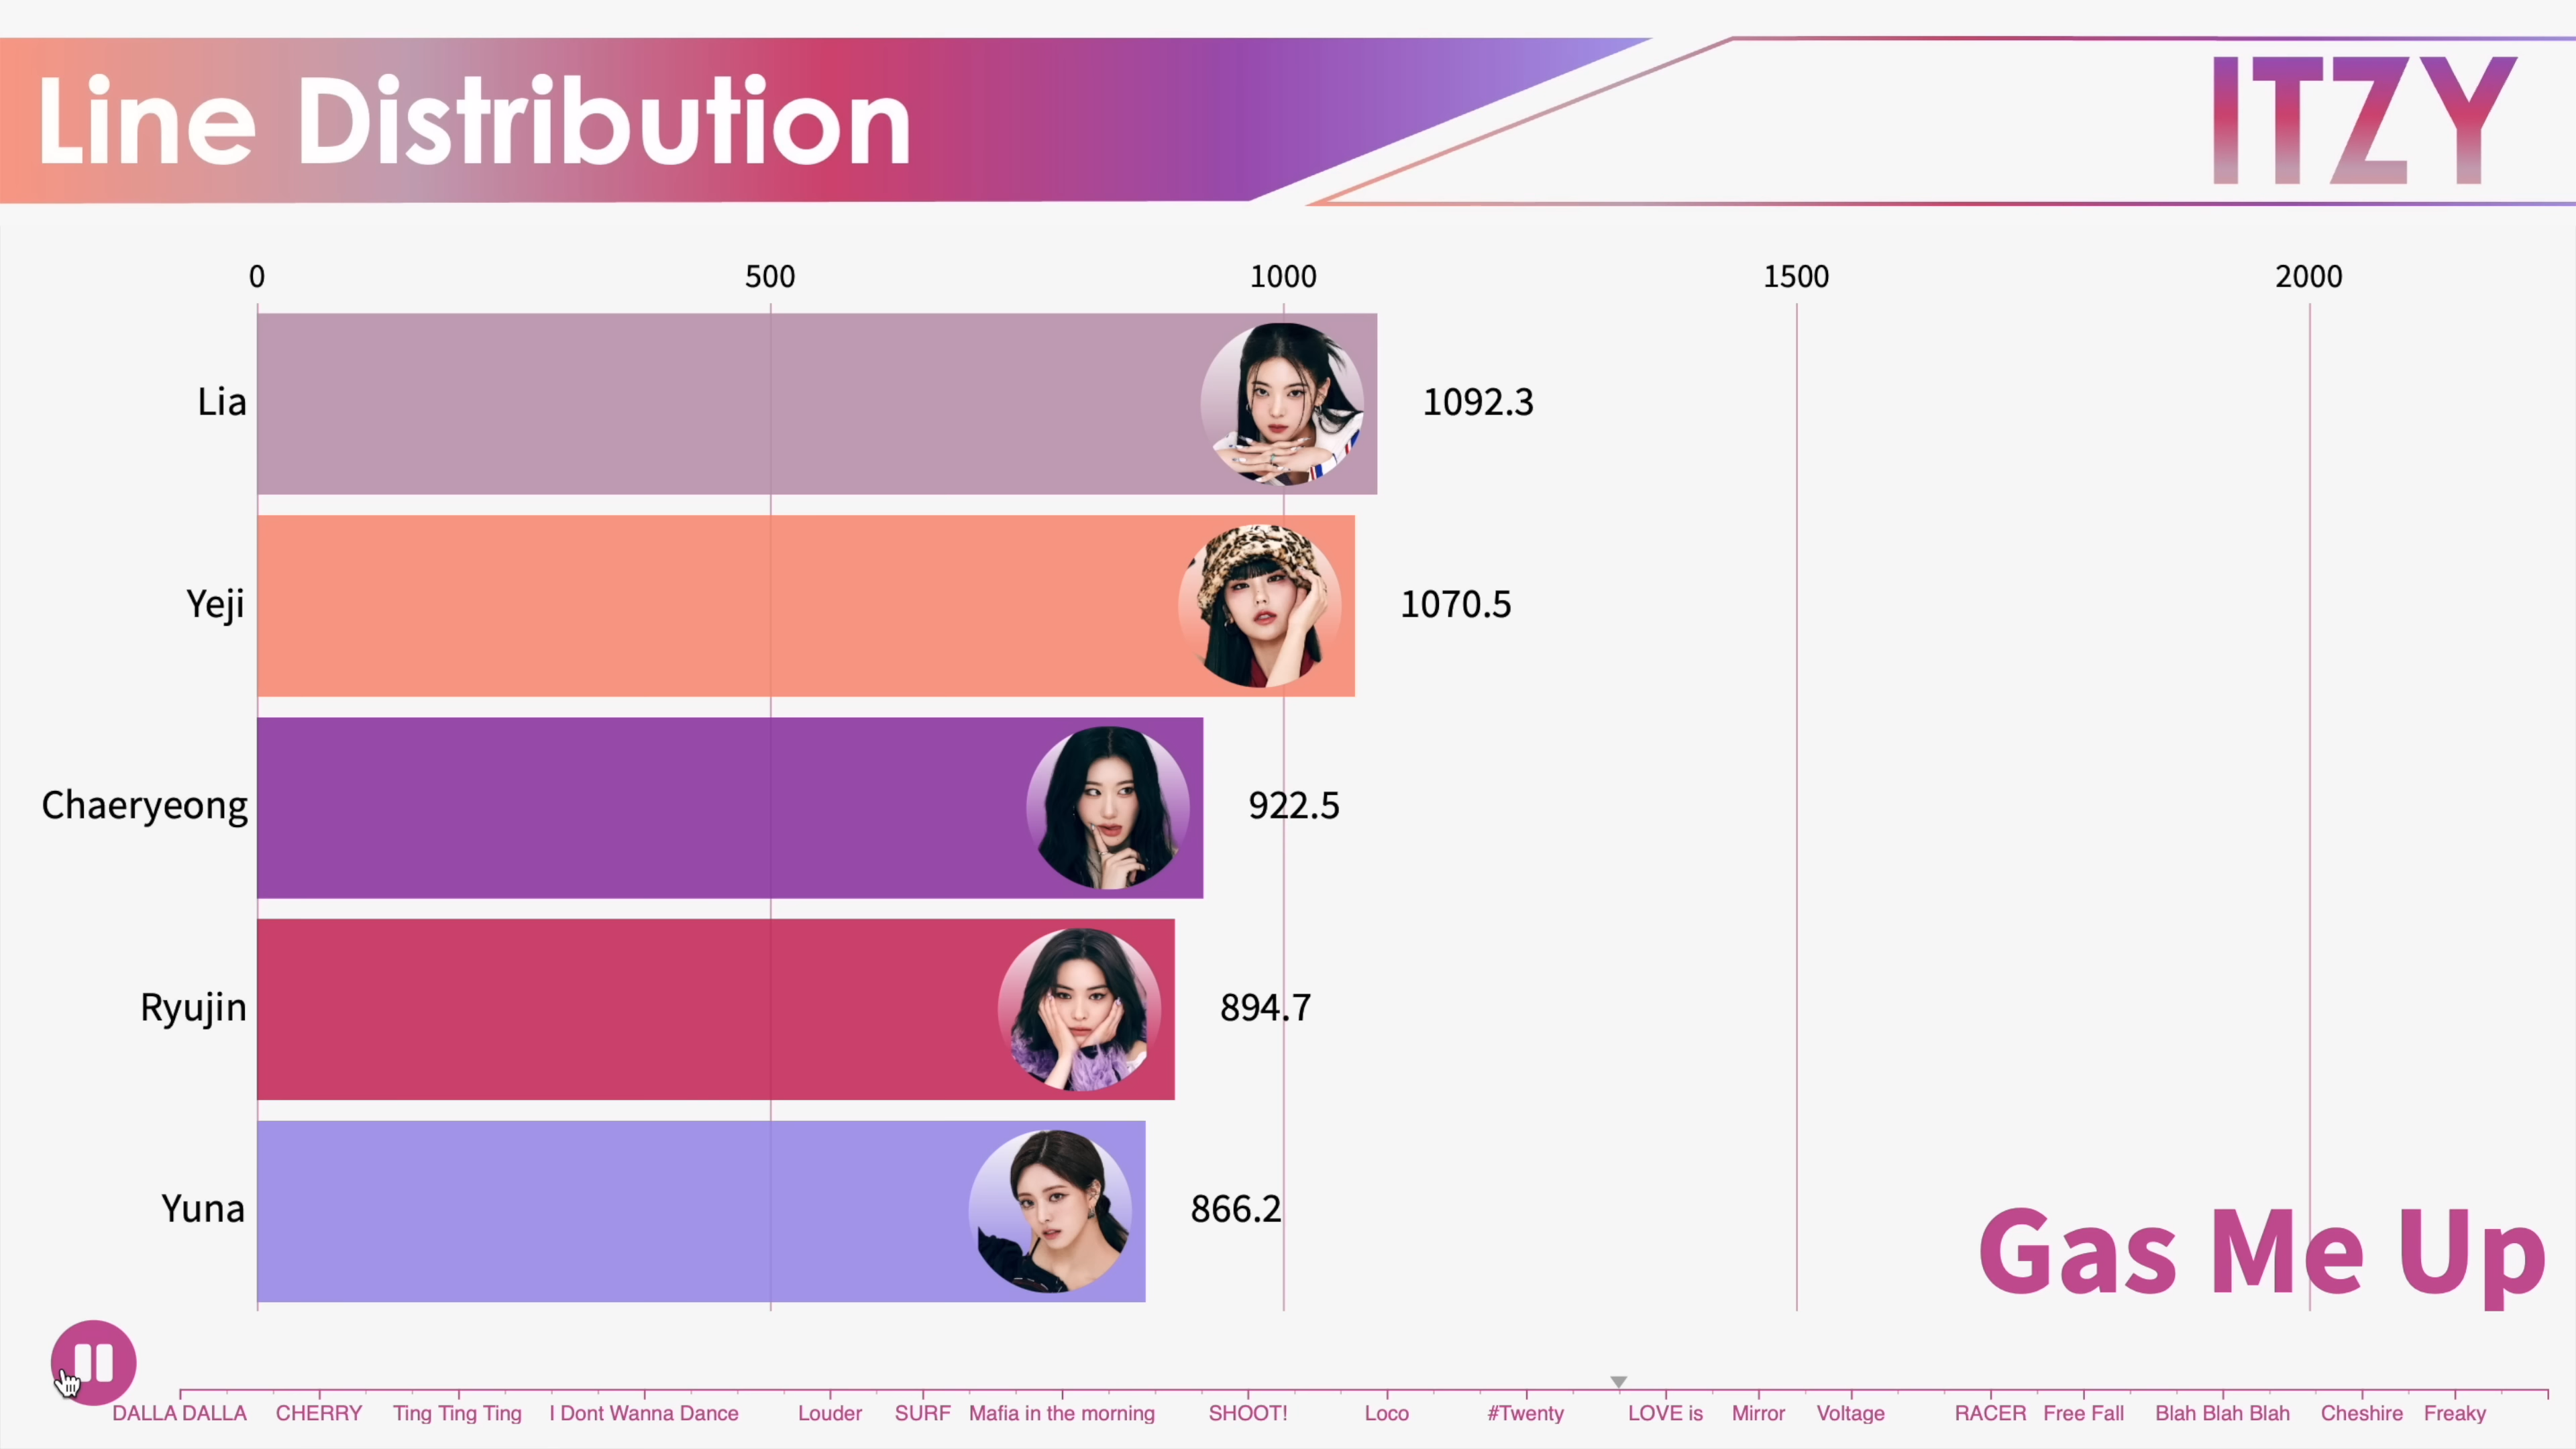 Line Distribution
ITZY
0 500 1000 1500 2000
Lia 1092.3
Yeji 1070.5
Chaeryeong 922.5
Ryujin 894.7
Yuna 866.2
Gas Me Up
DALLA DALLA CHERRY Ting Ting Ting I Dont Wanna Dance Louder SURF Mafia in the morning SHOOT! Loco #Twenty LOVE is Mirror Voltage RACER Free Fall Blah Blah Blah Cheshire Freaky